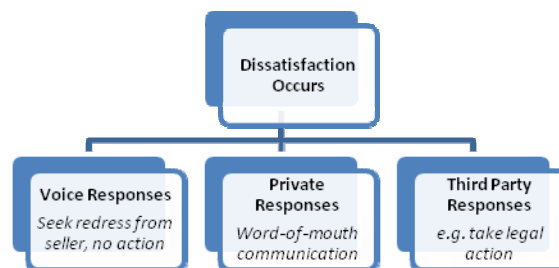 Dissatisfaction
Occurs
Voice Responses
Seek redress from
seller, no action
Private
Responses
Word-of-mouth
communication
Third Party
Responses
e.g. take legal
action